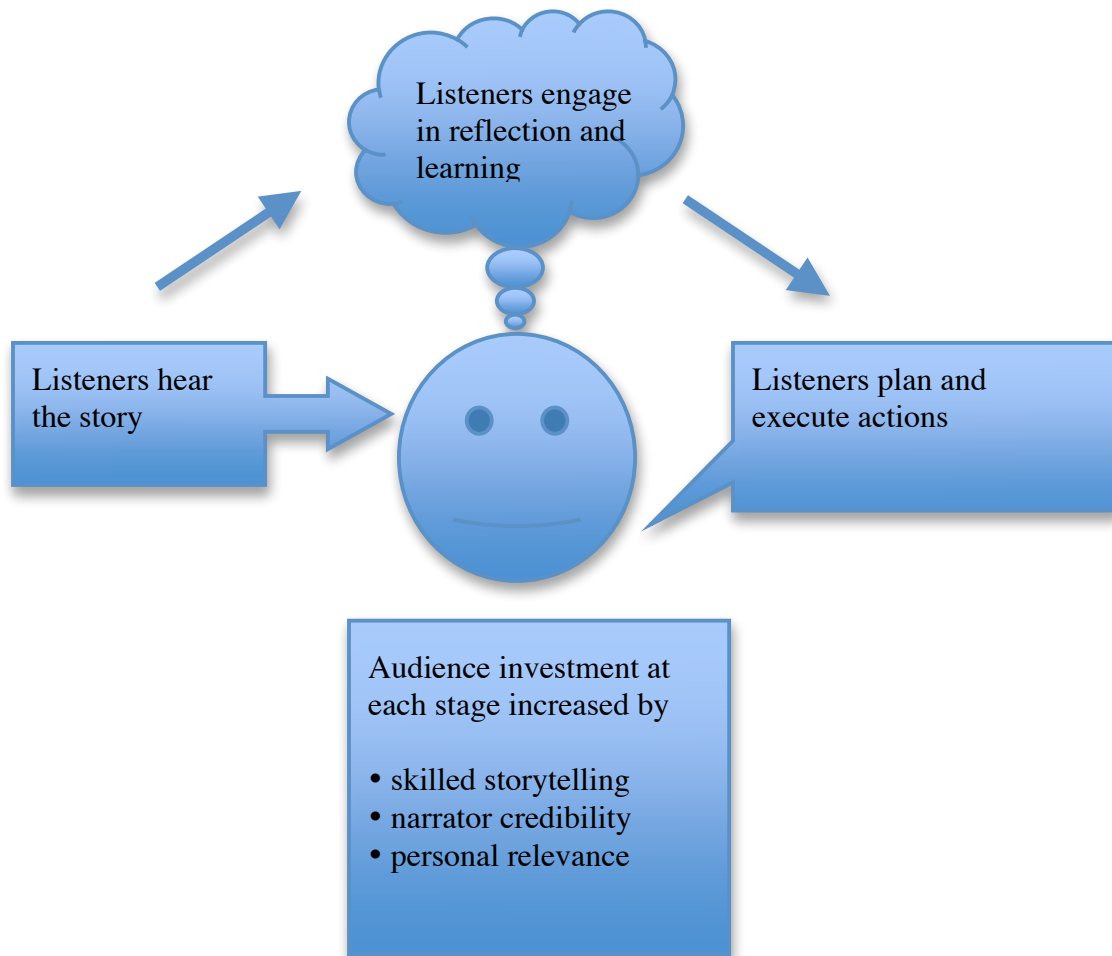 Listeners engage
in reflection and
learning
Listeners hear
the story
Listeners plan and
execute actions
Audience investment at
each stage increased by
• skilled storytelling
• narrator credibility
• personal relevance